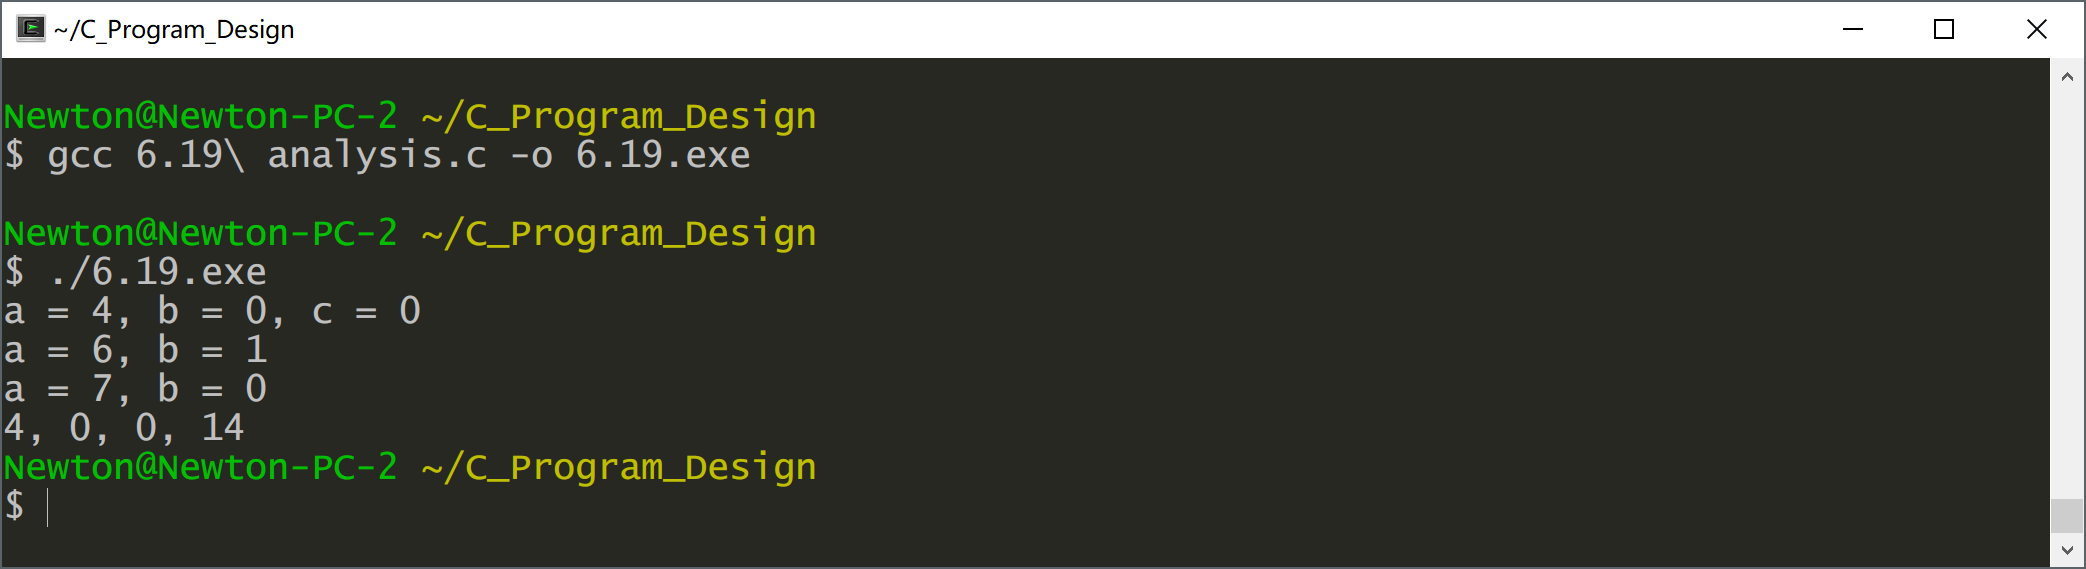 ~/C_Program_Design
Newton@Newton-PC-2 ~/C_Program_Design
$ gcc 6.19\ analysis.c -o 6.19.exe
Newton@Newton-PC-2 ~/C_Program_Design
$ ./6.19.exe
a = 4, b = 0, c = 0
a = 6, b = 1
a = 7, b = 0
4, 0, 0, 14
Newton@Newton-PC-2 ~/C_Program_Design
$